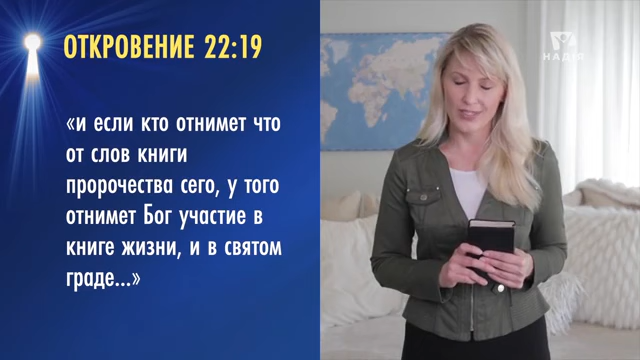 ОТКРОВЕНИЕ 22:19
«и если кто отнимет что
от слов книги
пророчества сего, у того
отнимет Бог участие в
книге жизни, и в святом
граде...»
НАДІЯ